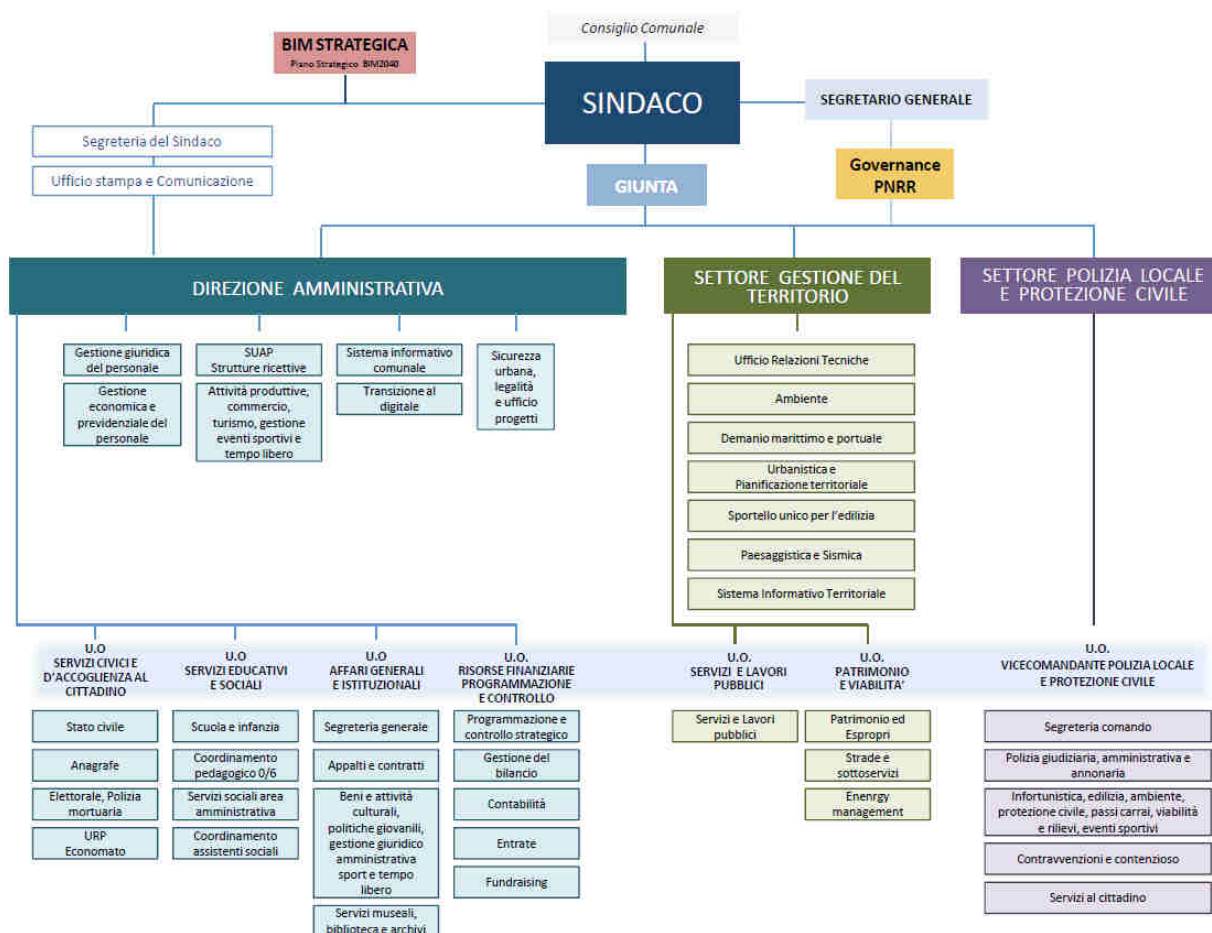 Consiglio Comunale
BIM STRATEGICA
Piano Strategico BIM2040
SINDACO
SEGRETARIO GENERALE
Segreteria del Sindaco
Ufficio stampa e Comunicazione
GIUNTA
Governance
PNRR
DIREZIONE AMMINISTRATIVA
SETTORE GESTIONE DEL
TERRITORIO
SETTORE POLIZIA LOCALE
E PROTEZIONE CIVILE
Gestione giuridica
del personale
Gestione
economica e
previdenziale del
personale
SUAP
Strutture ricettive
Attività produttive,
commercio,
turismo, gestione
eventi sportivi e
tempo libero
Sistema informativo
comunale
Transizione al
digitale
Sicurezza
urbana,
legalità
e ufficio
progetti
Ufficio Relazioni Tecniche
Ambiente
Demanio marittimo e portuale
Urbanistica e
Pianificazione territoriale
Sportello unico per l'edilizia
Paesaggistica e Sismica
Sistema Informativo Territoriale
U.O
SERVIZI CIVICI E
D'ACCOGLIENZA AL
CITTADINO
Stato civile
Anagrafe
Elettorale, Polizia
mortuaria
URP
Economato
U.O
SERVIZI EDUCATIVI
E SOCIALI
Scuola e infanzia
Coordinamento
pedagogico 0/6
Servizi sociali area
amministrativa
Coordinamento
assistenti sociali
U.O
AFFARI GENERALI
E ISTITUZIONALI
Segreteria generale
Appalti e contratti
Beni e attività
culturali,
politiche giovanili,
gestione giuridico
amministrativa
sport e tempo
libero
Servizi museali,
biblioteca e archivi
U.O.
RISORSE FINANZIARIE
PROGRAMMAZIONE
E CONTROLLO
Programmazione e
controllo strategico
Gestione del
bilancio
Contabilità
Entrate
Fundraising
U.O.
SERVIZI E LAVORI
PUBBLICI
Servizi e Lavori
pubblici
U.O.
PATRIMONIO
E VIABILITA'
Patrimonio ed
Espropri
Strade e
sottoservizi
Enenrgy
management
U.O.
VICECOMANDANTE POLIZIA LOCALE
E PROTEZIONE CIVILE
Segreteria comando
Polizia giudiziaria, amministrativa e
annonaria
Infortunistica, edilizia, ambiente,
protezione civile, passi carrai, viabilità
e rilievi, eventi sportivi
Contravvenzioni e contenzioso
Servizi al cittadino